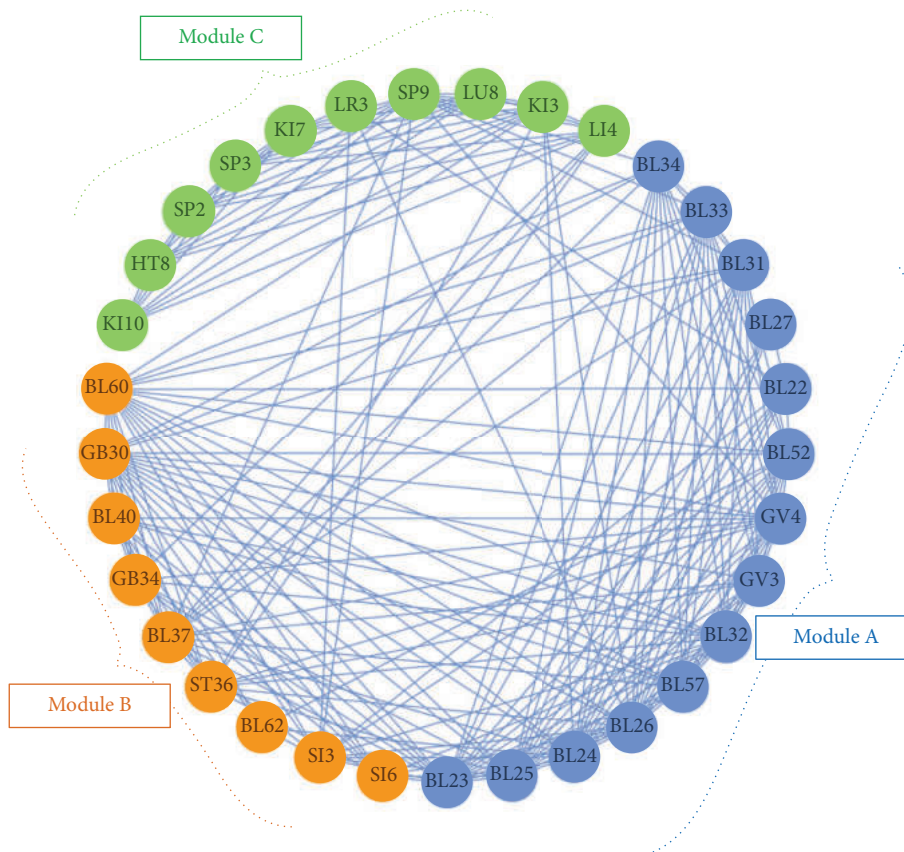 Module C
SP9
LU8
LR3
KI3
KI7
LI4
SP3
BL34
SP2
BL33
HT8
BL31
KI10
BL27
BL60
BL22
GB30
BL52
BL40
GV4
GB34
GV3
BL37
BL32
Module A
ST36
BL57
Module B
BL62
BL26
SI3
BL24
SI6
BL23
BL25